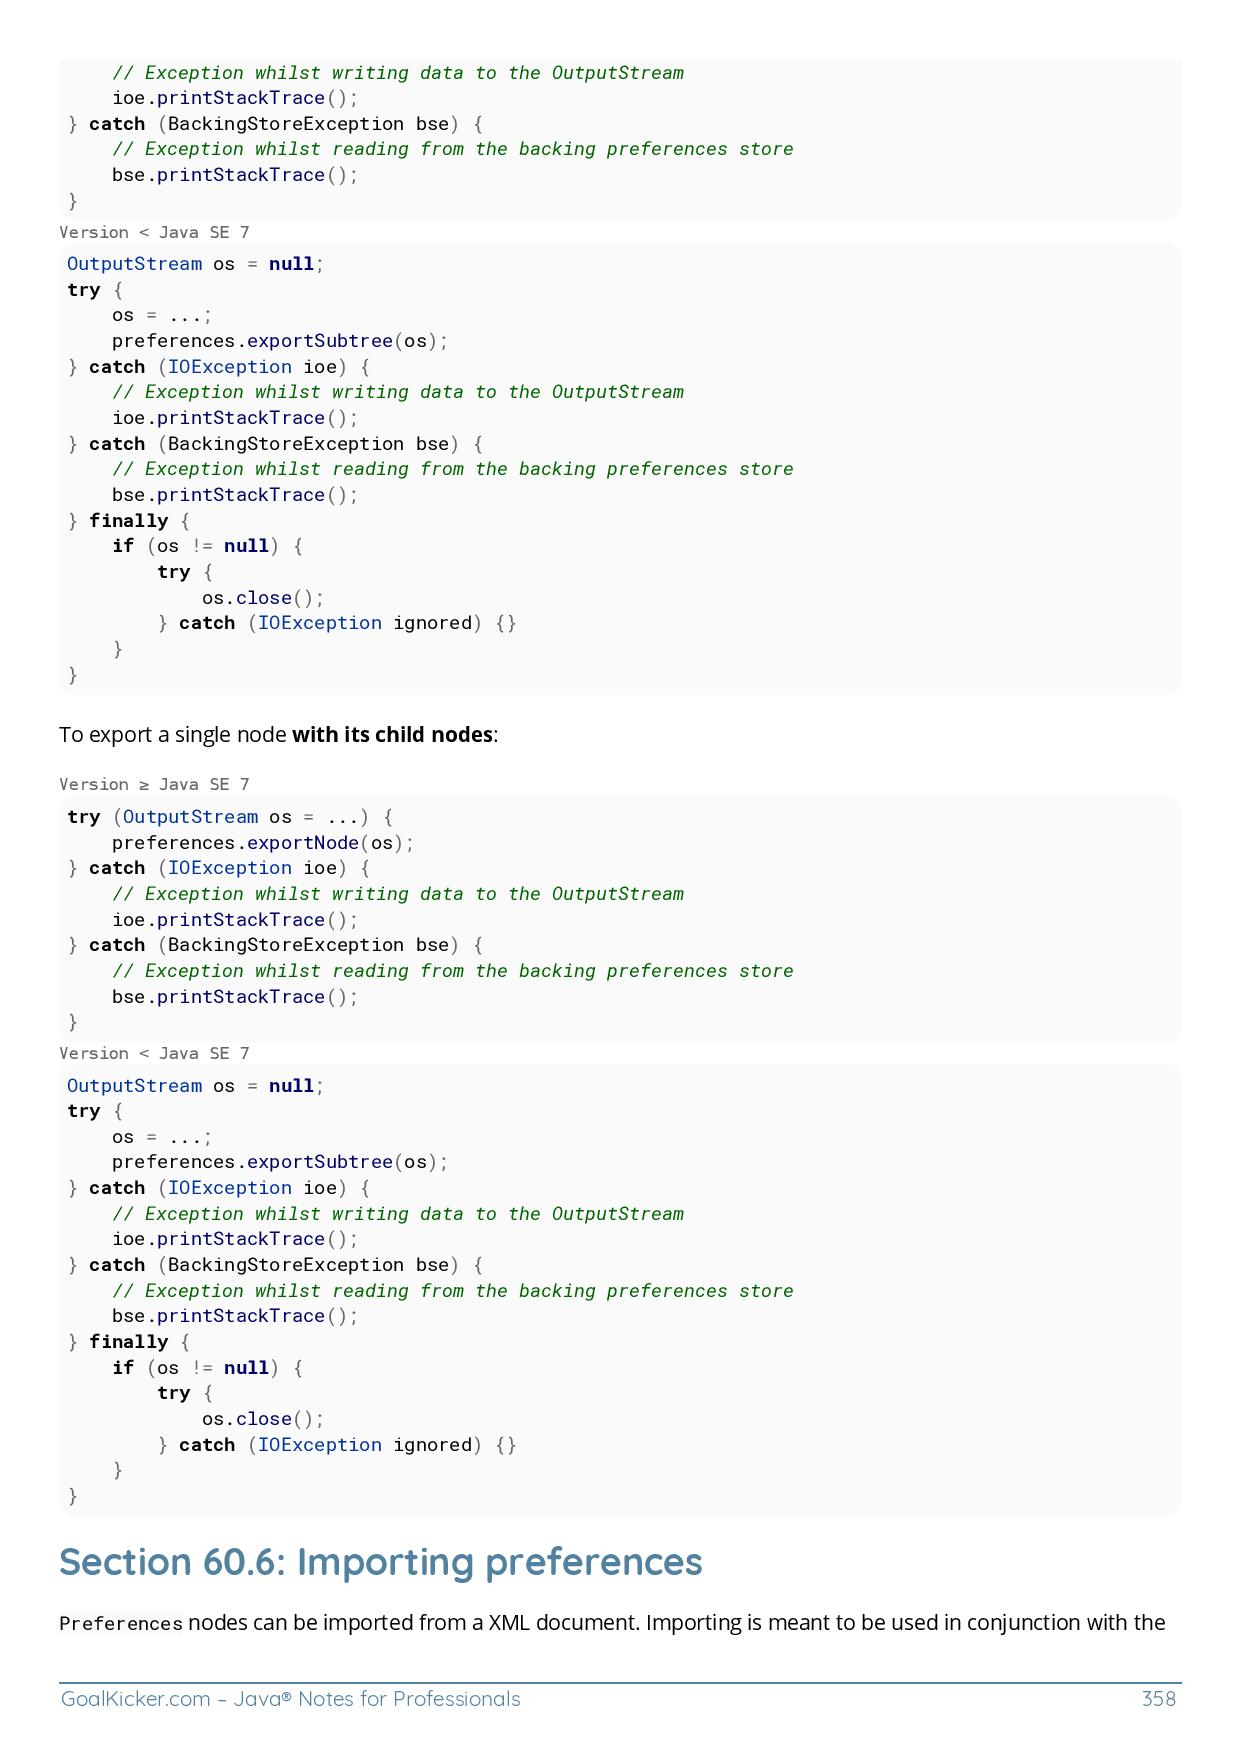 // Exception whilst writing data to the OutputStream
    ioe.printStackTrace();
} catch (BackingStoreException bse) {
    // Exception whilst reading from the backing preferences store
    bse.printStackTrace();
}
Version < Java SE 7
OutputStream os = null;
try {
    os = ...;
    preferences.exportSubtree(os);
} catch (IOException ioe) {
    // Exception whilst writing data to the OutputStream
    ioe.printStackTrace();
} catch (BackingStoreException bse) {
    // Exception whilst reading from the backing preferences store
    bse.printStackTrace();
} finally {
    if (os != null) {
        try {
            os.close();
        } catch (IOException ignored) {}
    }
}
To export a single node with its child nodes:
Version ≥ Java SE 7
try (OutputStream os = ...) {
    preferences.exportNode(os);
} catch (IOException ioe) {
    // Exception whilst writing data to the OutputStream
    ioe.printStackTrace();
} catch (BackingStoreException bse) {
    // Exception whilst reading from the backing preferences store
    bse.printStackTrace();
}
Version < Java SE 7
OutputStream os = null;
try {
    os = ...;
    preferences.exportSubtree(os);
} catch (IOException ioe) {
    // Exception whilst writing data to the OutputStream
    ioe.printStackTrace();
} catch (BackingStoreException bse) {
    // Exception whilst reading from the backing preferences store
    bse.printStackTrace();
} finally {
    if (os != null) {
        try {
            os.close();
        } catch (IOException ignored) {}
    }
}
Section 60.6: Importing preferences
Preferences nodes can be imported from a XML document. Importing is meant to be used in conjunction with the
GoalKicker.com – Java® Notes for Professionals 358